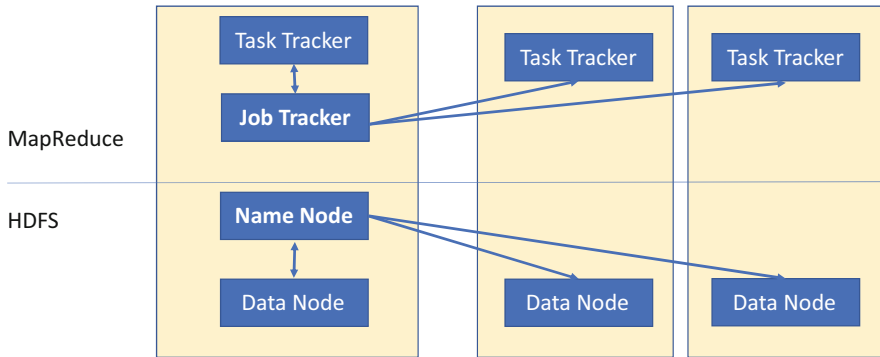 Task Tracker
Task Tracker
Task Tracker
Job Tracker
MapReduce
Name Node
HDFS
Data Node
Data Node
Data Node